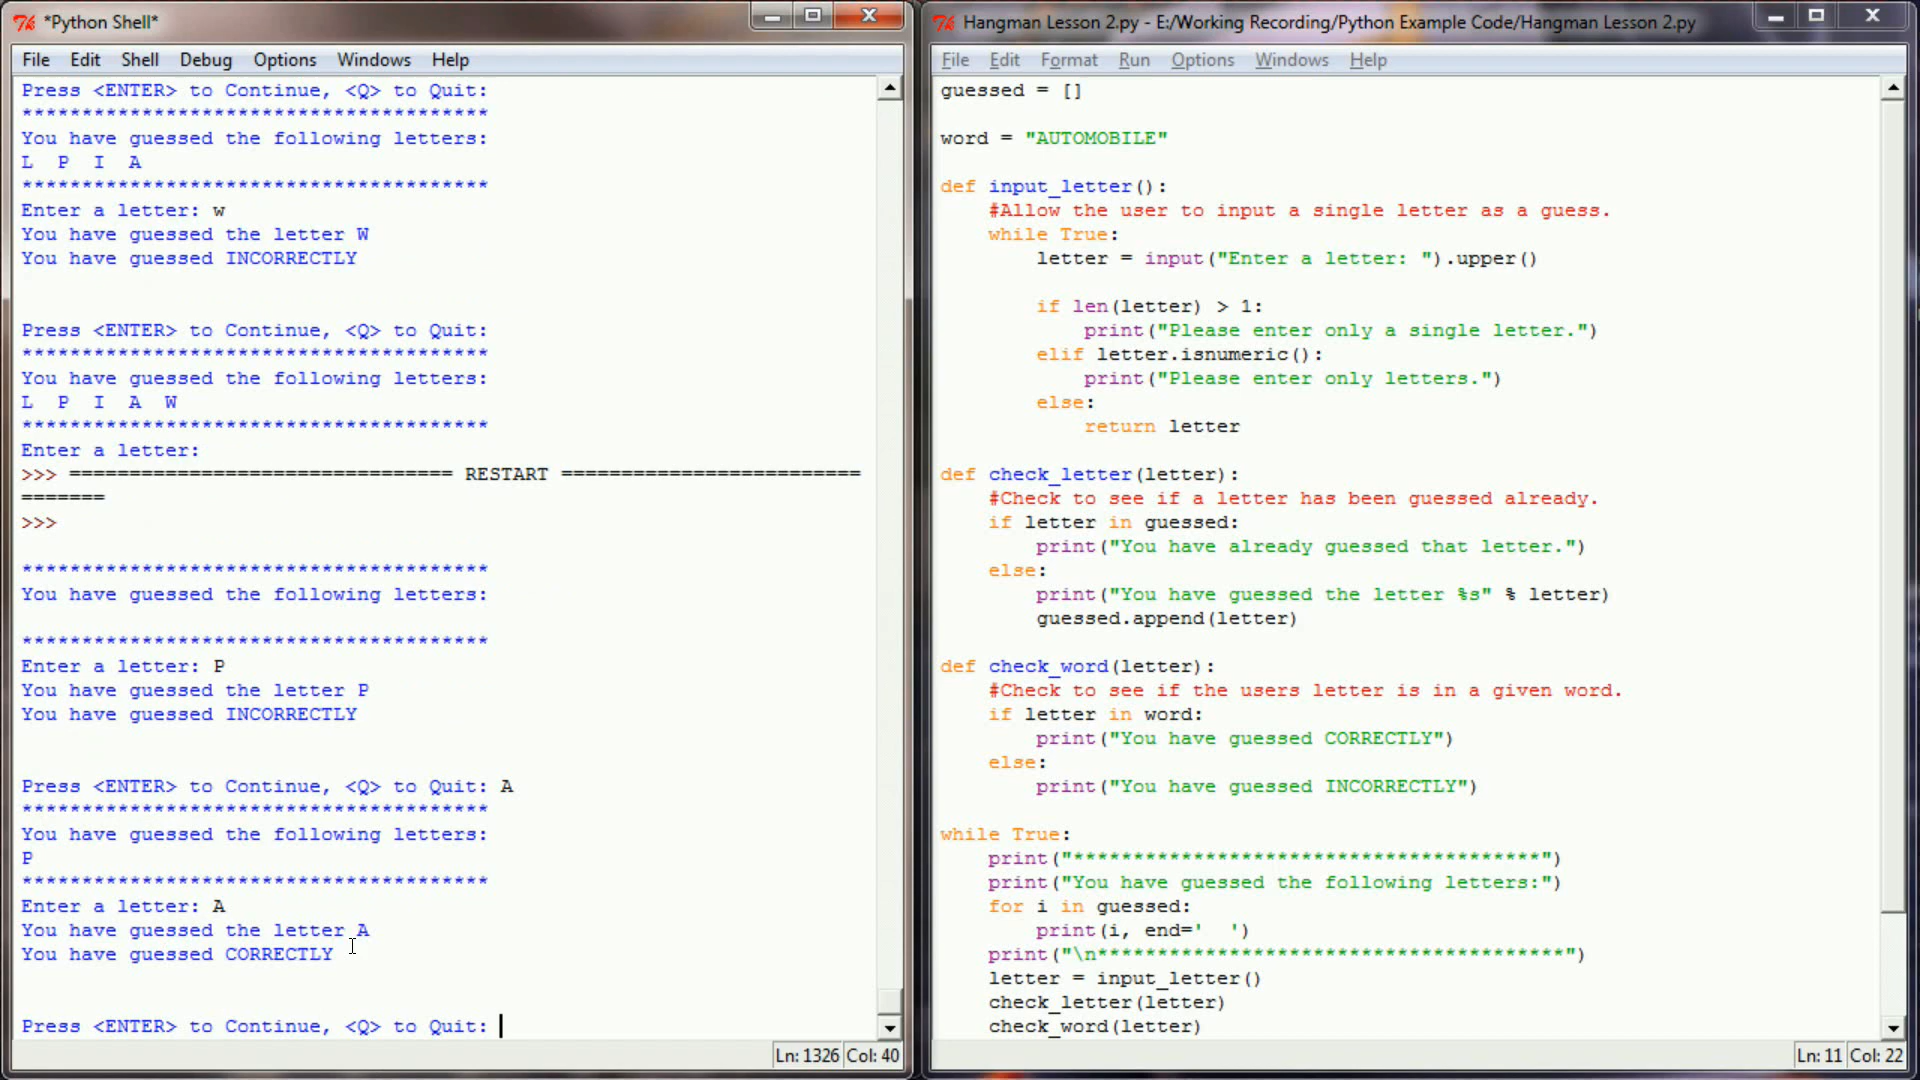 *Python Shell*
File Edit Shell Debug Options Windows Help
Press <ENTER> to Continue, <Q> to Quit:
***************************************
You have guessed the following letters:
L  P  I  A
***************************************
Enter a letter: w
You have guessed the letter W
You have guessed INCORRECTLY
Press <ENTER> to Continue, <Q> to Quit:
***************************************
You have guessed the following letters:
L  P  I  A  W
***************************************
Enter a letter:
>>> ================================ RESTART =========================
=======
>>>
***************************************
You have guessed the following letters:
***************************************
Enter a letter: P
You have guessed the letter P
You have guessed INCORRECTLY
Press <ENTER> to Continue, <Q> to Quit: A
***************************************
You have guessed the following letters:
P
***************************************
Enter a letter: A
You have guessed the letter A
You have guessed CORRECTLY
Press <ENTER> to Continue, <Q> to Quit:
Ln: 1326 Col: 40
Hangman Lesson 2.py - E:/Working Recording/Python Example Code/Hangman Lesson 2.py
File Edit Format Run Options Windows Help
guessed = []
word = "AUTOMOBILE"
def input_letter():
    #Allow the user to input a single letter as a guess.
    while True:
        letter = input("Enter a letter: ").upper()
        if len(letter) > 1:
            print("Please enter only a single letter.")
        elif letter.isnumeric():
            print("Please enter only letters.")
        else:
            return letter
def check_letter(letter):
    #Check to see if a letter has been guessed already.
    if letter in guessed:
        print("You have already guessed that letter.")
    else:
        print("You have guessed the letter %s" % letter)
        guessed.append(letter)
def check_word(letter):
    #Check to see if the users letter is in a given word.
    if letter in word:
        print("You have guessed CORRECTLY")
    else:
        print("You have guessed INCORRECTLY")
while True:
    print("***************************************")
    print("You have guessed the following letters:")
    for i in guessed:
        print(i, end='  ')
    print("\n***************************************")
    letter = input_letter()
    check_letter(letter)
    check_word(letter)
Ln: 11 Col: 22